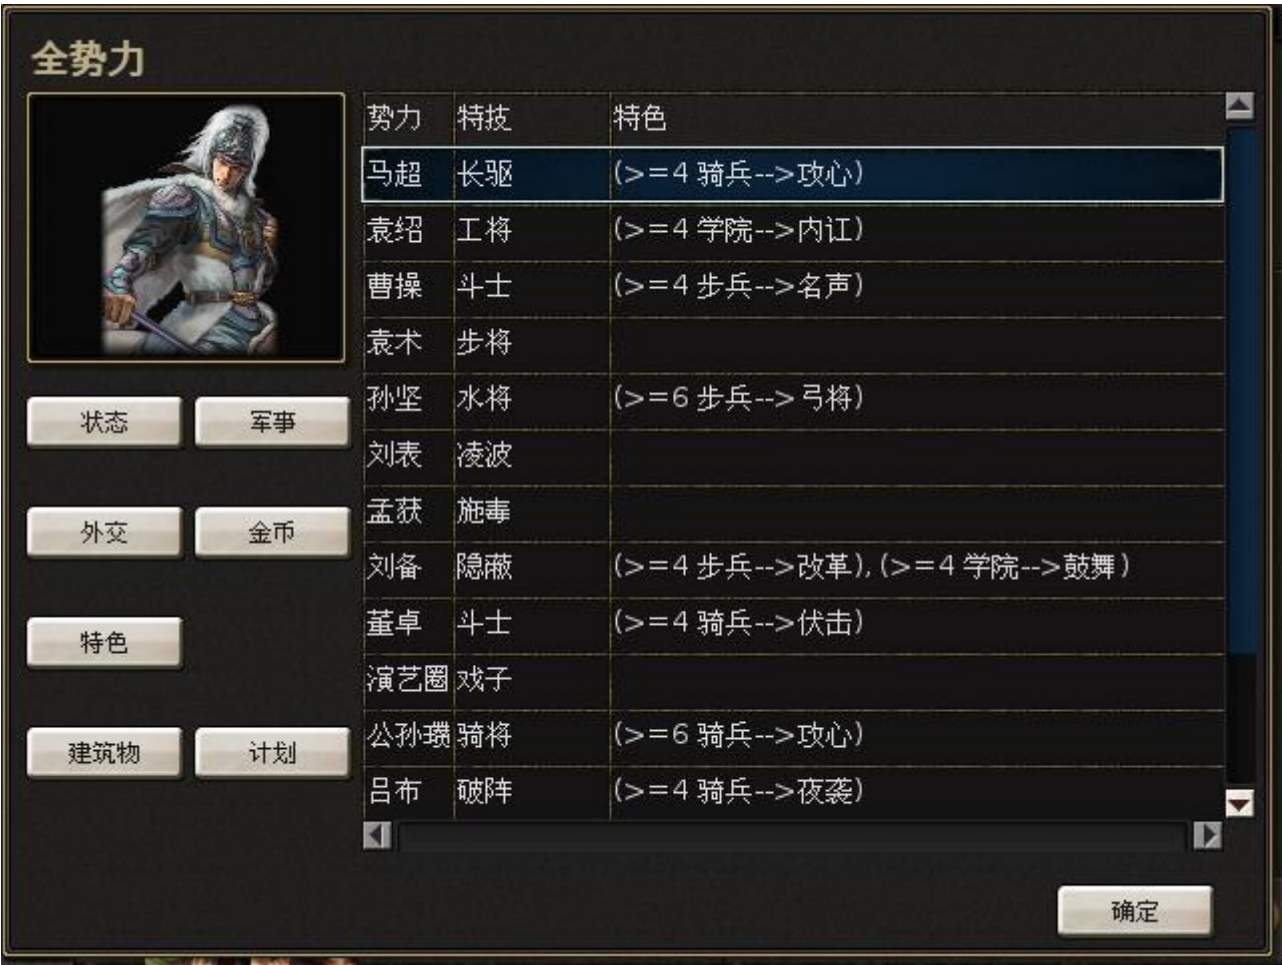 全势力
势力 特技 特色
马超 长驱 (>=4 骑兵-->攻心)
袁绍 工将 (>=4 学院-->内讧)
曹操 斗士 (>=4 步兵-->名声)
袁术 步将
孙坚 水将 (>=6 步兵-->弓将)
刘表 凌波
孟获 施毒
刘备 隐蔽 (>=4 步兵-->改革),(>=4 学院-->鼓舞)
董卓 斗士 (>=4 骑兵-->伏击)
演艺圈 戏子
公孙瓒 骑将 (>=6 骑兵-->攻心)
吕布 破阵 (>=4 骑兵-->夜袭)
状态 军事
外交 金币
特色
建筑物 计划
确定